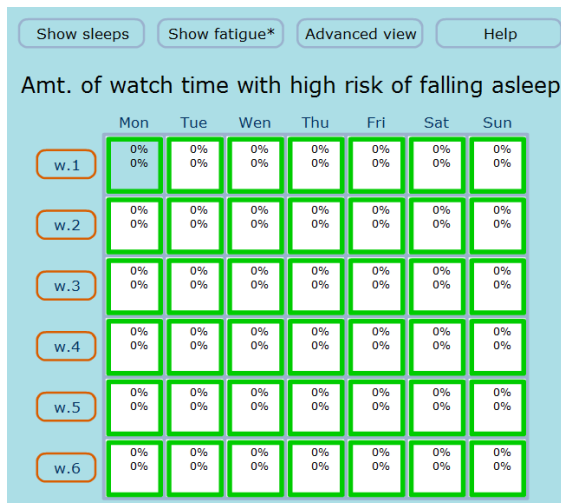 Show sleeps Show fatigue* Advanced view Help
Amt. of watch time with high risk of falling asleep
Mon Tue Wen Thu Fri Sat Sun
w.1 0% 0% 0% 0% 0% 0% 0%
0% 0% 0% 0% 0% 0% 0%
w.2 0% 0% 0% 0% 0% 0% 0%
0% 0% 0% 0% 0% 0% 0%
w.3 0% 0% 0% 0% 0% 0% 0%
0% 0% 0% 0% 0% 0% 0%
w.4 0% 0% 0% 0% 0% 0% 0%
0% 0% 0% 0% 0% 0% 0%
w.5 0% 0% 0% 0% 0% 0% 0%
0% 0% 0% 0% 0% 0% 0%
w.6 0% 0% 0% 0% 0% 0% 0%
0% 0% 0% 0% 0% 0% 0%